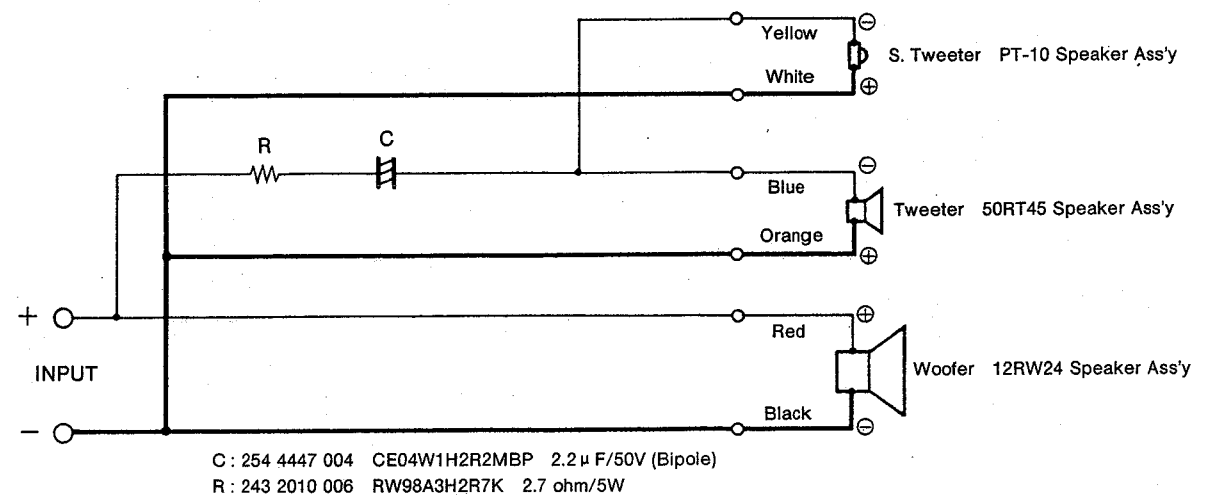 ⊖
Yellow
S. Tweeter PT-10 Speaker Ass'y
White
⊕
R
C
⊖
Blue
Tweeter 50RT45 Speaker Ass'y
Orange
⊕
+
⊕
Red
INPUT
Woofer 12RW24 Speaker Ass'y
Black
−
⊖
C : 254 4447 004 CE04W1H2R2MBP 2.2 μ F/50V (Bipole)
R : 243 2010 006 RW98A3H2R7K 2.7 ohm/5W